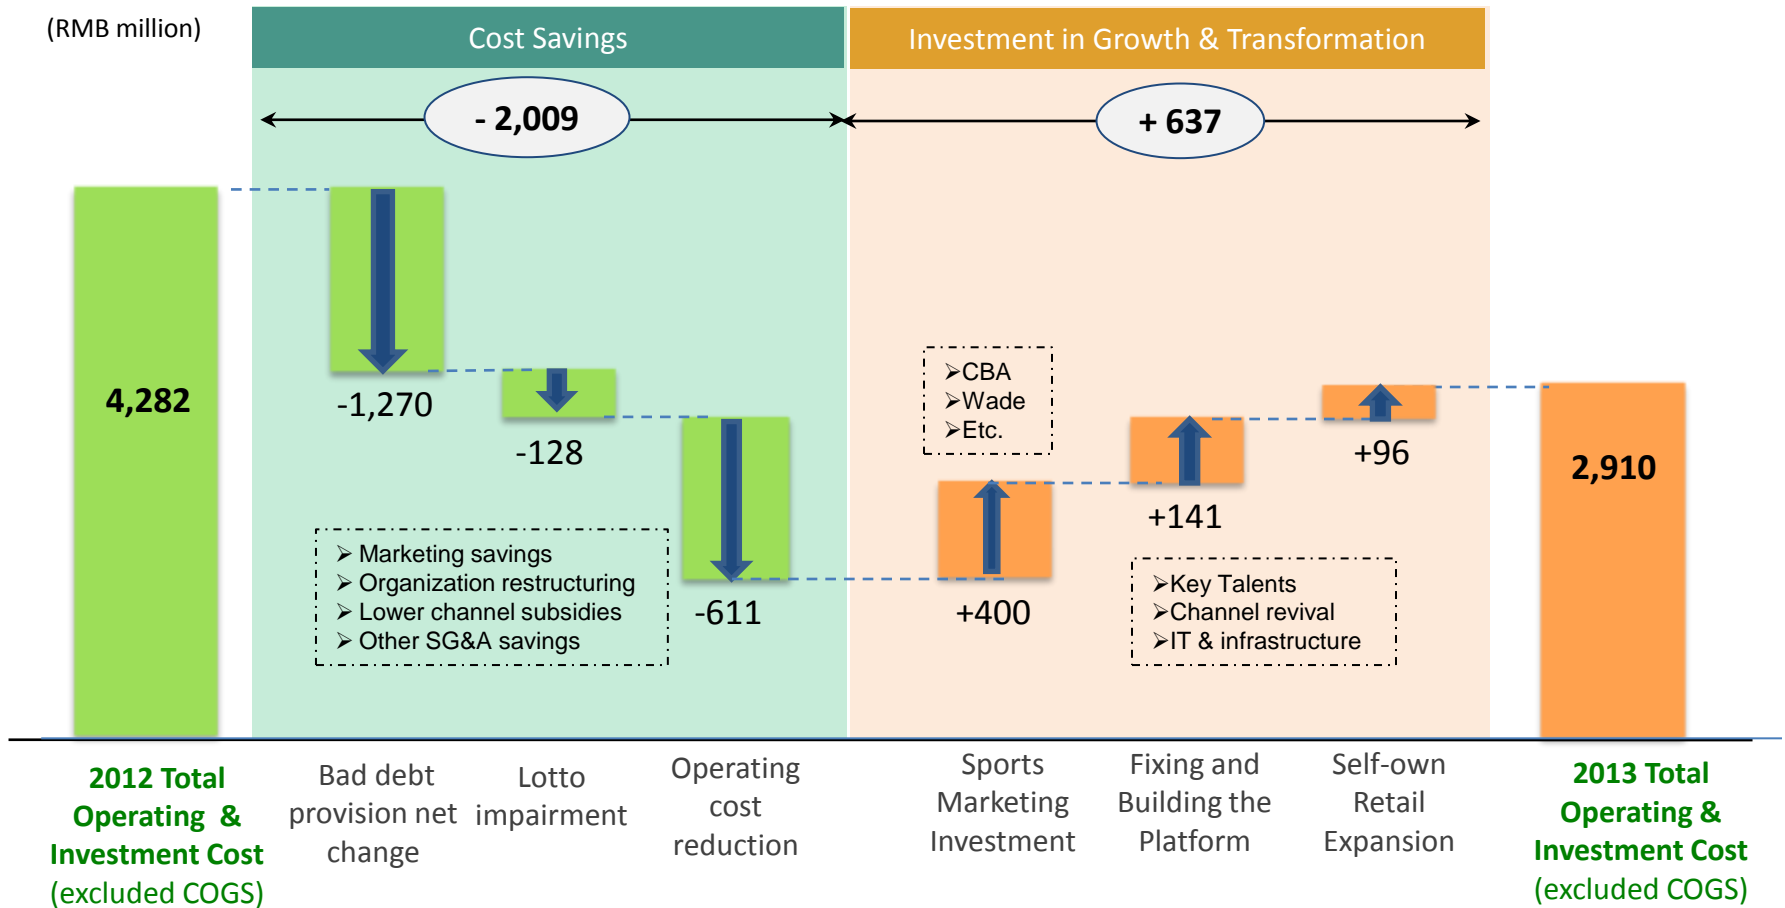 (RMB million)
Cost Savings
Investment in Growth & Transformation
- 2,009
+ 637
4,282
-1,270
-128
-611
➢ Marketing savings
➢ Organization restructuring
➢ Lower channel subsidies
➢ Other SG&A savings
➢CBA
➢Wade
➢Etc.
+400
+141
+96
➢Key Talents
➢Channel revival
➢IT & infrastructure
2,910
2012 Total
Operating &
Investment Cost
(excluded COGS)
Bad debt
provision net
change
Lotto
impairment
Operating
cost
reduction
Sports
Marketing
Investment
Fixing and
Building the
Platform
Self-own
Retail
Expansion
2013 Total
Operating &
Investment Cost
(excluded COGS)